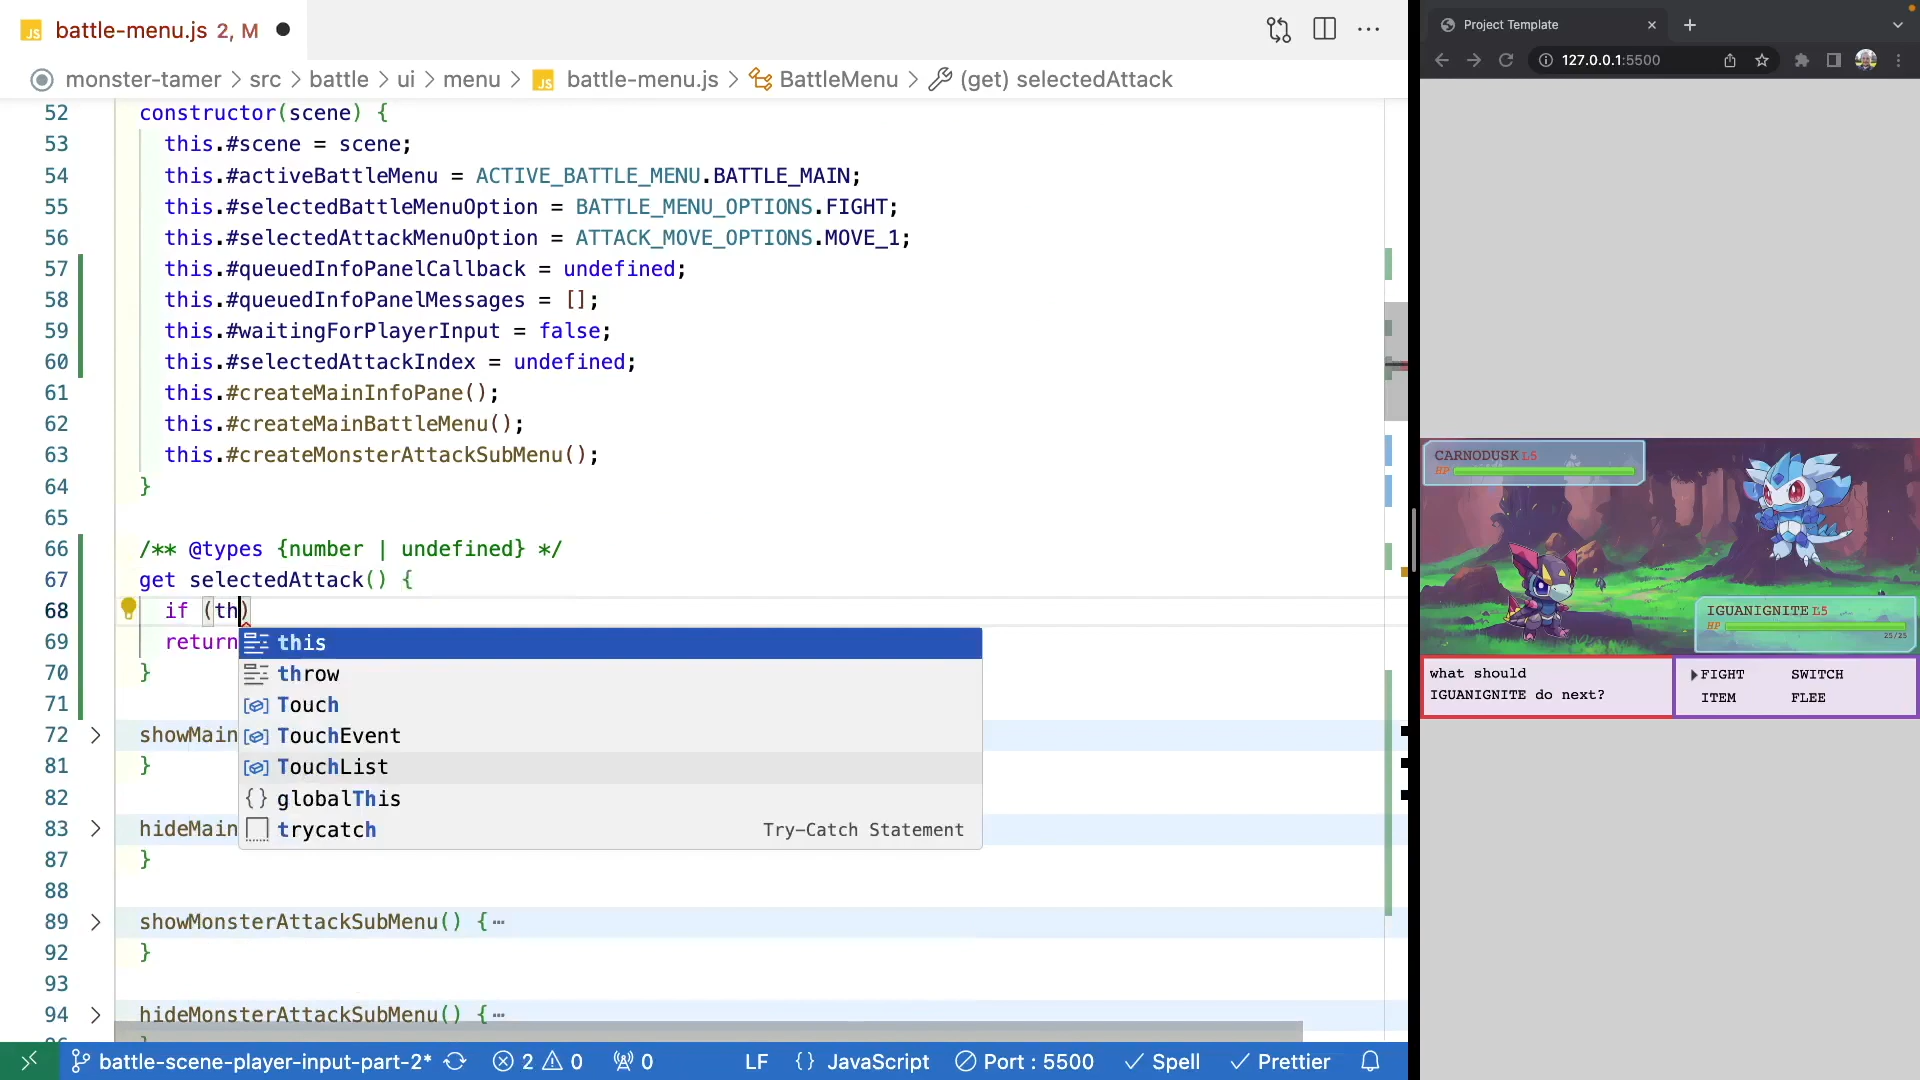 battle-menu.js 2, M
monster-tamer > src > battle > ui > menu > battle-menu.js > BattleMenu > (get) selectedAttack
52 constructor(scene) {
53 this.#scene = scene;
54 this.#activeBattleMenu = ACTIVE_BATTLE_MENU.BATTLE_MAIN;
55 this.#selectedBattleMenuOption = BATTLE_MENU_OPTIONS.FIGHT;
56 this.#selectedAttackMenuOption = ATTACK_MOVE_OPTIONS.MOVE_1;
57 this.#queuedInfoPanelCallback = undefined;
58 this.#queuedInfoPanelMessages = [];
59 this.#waitingForPlayerInput = false;
60 this.#selectedAttackIndex = undefined;
61 this.#createMainInfoPane();
62 this.#createMainBattleMenu();
63 this.#createMonsterAttackSubMenu();
64 }
65
66 /** @types {number | undefined} */
67 get selectedAttack() {
68 if (th)
69 return
70 }
71
72 showMain
81 }
82
83 hideMain
87 }
88
89 showMonsterAttackSubMenu() {…
92 }
93
94 hideMonsterAttackSubMenu() {…
this
throw
Touch
TouchEvent
TouchList
globalThis
trycatch Try-Catch Statement
battle-scene-player-input-part-2* 2 0 0 LF {} JavaScript Port : 5500 Spell Prettier
Project Template
127.0.0.1:5500
CARNODUSK L5
HP
IGUANIGNITE L5
HP
25/25
what should
IGUANIGNITE do next?
FIGHT SWITCH
ITEM FLEE